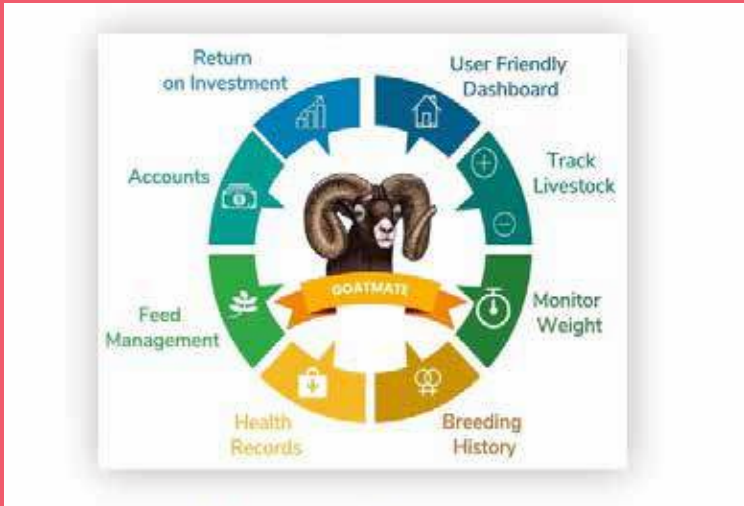 Return
on Investment
User Friendly
Dashboard
Accounts
Track
Livestock
GOATMATE
Feed
Management
Monitor
Weight
Health
Records
Breeding
History